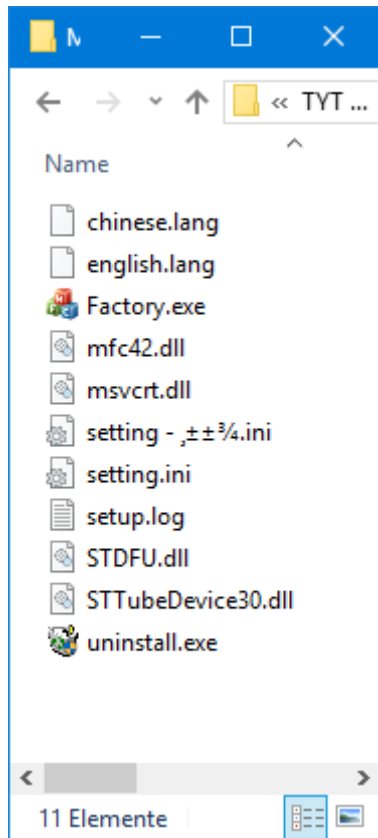 « TYT ...
Name
chinese.lang
english.lang
Factory.exe
mfc42.dll
msvcrt.dll
setting - ¸±±¾.ini
setting.ini
setup.log
STDFU.dll
STTubeDevice30.dll
uninstall.exe
11 Elemente